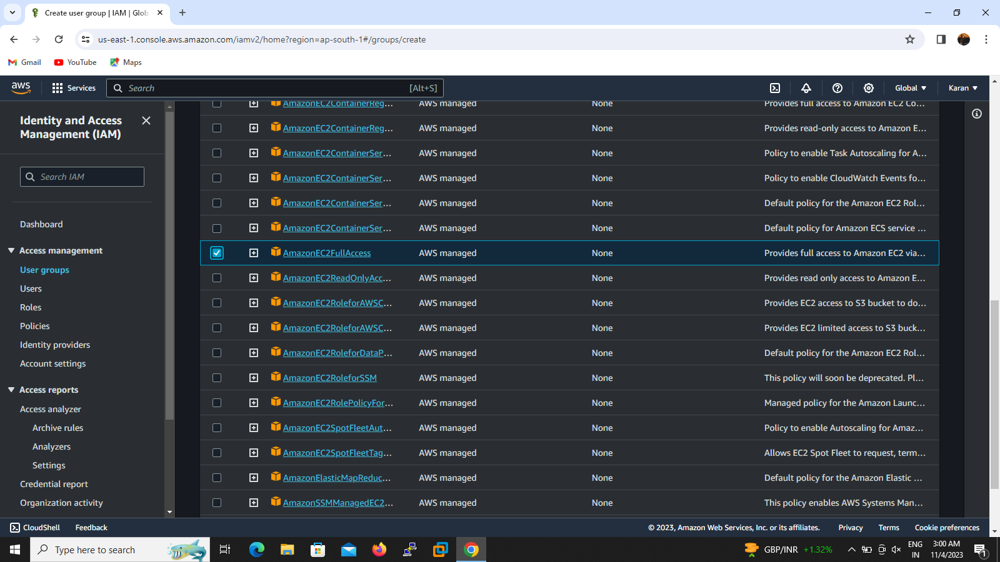 Create user group | IAM | Glob
us-east-1.console.aws.amazon.com/iamv2/home?region=ap-south-1#/groups/create
Gmail YouTube Maps
aws Services Search [Alt+S] Global Karan
Identity and Access
Management (IAM)
Search IAM
Dashboard
Access management
User groups
Users
Roles
Policies
Identity providers
Account settings
Access reports
Access analyzer
Archive rules
Analyzers
Settings
Credential report
Organization activity
AmazonEC2ContainerReg... AWS managed None Provides full access to Amazon EC2 Co...
AmazonEC2ContainerReg... AWS managed None Provides read-only access to Amazon E...
AmazonEC2ContainerSer... AWS managed None Policy to enable Task Autoscaling for A...
AmazonEC2ContainerSer... AWS managed None Policy to enable CloudWatch Events fo...
AmazonEC2ContainerSer... AWS managed None Default policy for the Amazon EC2 Rol...
AmazonEC2ContainerSer... AWS managed None Default policy for Amazon ECS service ...
AmazonEC2FullAccess AWS managed None Provides full access to Amazon EC2 via...
AmazonEC2ReadOnlyAcc... AWS managed None Provides read only access to Amazon E...
AmazonEC2RoleforAWSC... AWS managed None Provides EC2 access to S3 bucket to do...
AmazonEC2RoleforAWSC... AWS managed None Provides EC2 limited access to S3 buck...
AmazonEC2RoleforDataP... AWS managed None Default policy for the Amazon EC2 Rol...
AmazonEC2RoleforSSM AWS managed None This policy will soon be deprecated. Pl...
AmazonEC2RolePolicyFor... AWS managed None Managed policy for the Amazon Launc...
AmazonEC2SpotFleetAut... AWS managed None Policy to enable Autoscaling for Amaz...
AmazonEC2SpotFleetTag... AWS managed None Allows EC2 Spot Fleet to request, term...
AmazonElasticMapReduc... AWS managed None Default policy for the Amazon Elastic ...
AmazonSSMManagedEC2... AWS managed None This policy enables AWS Systems Man...
CloudShell Feedback © 2023, Amazon Web Services, Inc. or its affiliates. Privacy Terms Cookie preferences
Type here to search GBP/INR +1.32% ENG 3:00 AM
IN 11/4/2023 1